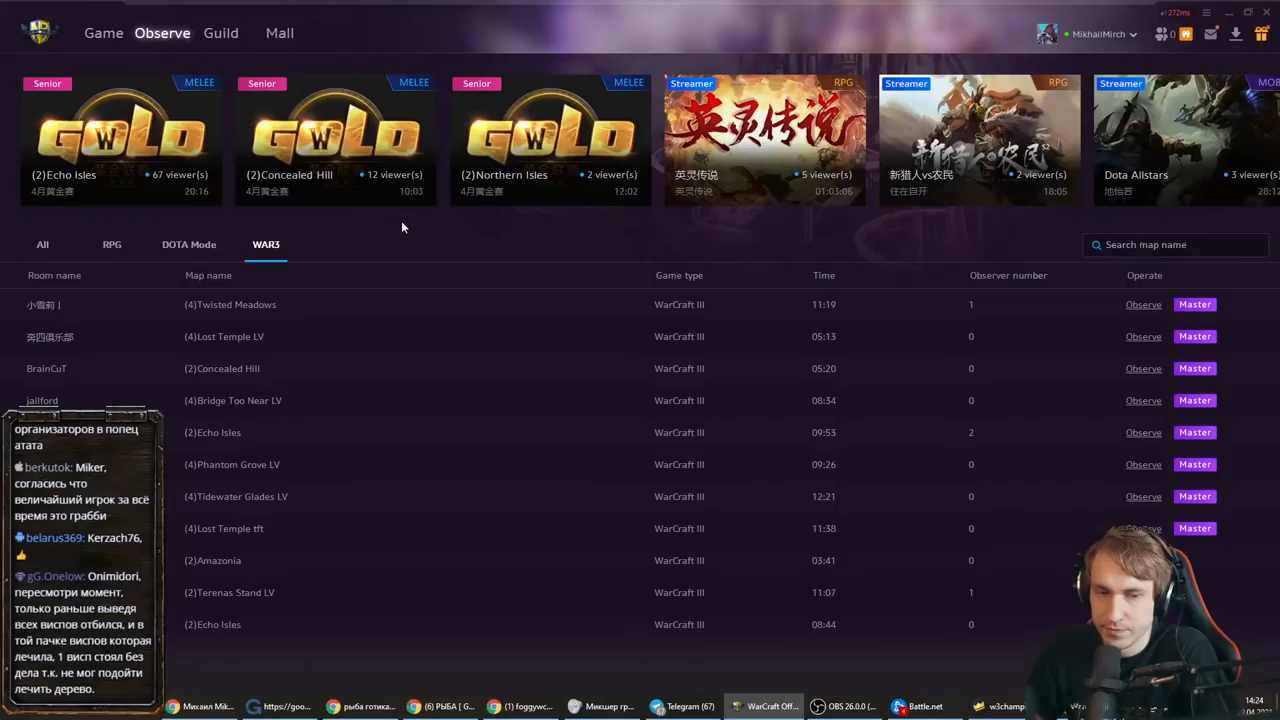 272ms
Game Observe Guild Mall
MikhailMirch
0
Senior MELEE
GOLD
(2)Echo Isles 67 viewer(s)
4月黄金赛 20:16
Senior MELEE
GOLD
(2)Concealed Hill 12 viewer(s)
4月黄金赛 10:03
Senior MELEE
GOLD
(2)Northern Isles 2 viewer(s)
4月黄金赛 12:02
Streamer RPG
英灵传说
英灵传说 5 viewer(s)
英灵传说 01:03:06
Streamer RPG
新猎人vs农民 2 viewer(s)
住在自开 18:05
Streamer MOB
Dota Allstars 3 viewer(s)
池怡若 28:12
All RPG DOTA Mode WAR3
Search map name
Room name Map name Game type Time Observer number Operate
小雪莉丨 (4)Twisted Meadows WarCraft III 11:19 1 Observe Master
(4)Lost Temple LV WarCraft III 05:13 0 Observe Master
BrainCuT (2)Concealed Hill WarCraft III 05:20 0 Observe Master
jailford (4)Bridge Too Near LV WarCraft III 08:34 0 Observe Master
(2)Echo Isles WarCraft III 09:53 2 Observe Master
(4)Phantom Grove LV WarCraft III 09:26 0 Observe Master
(4)Tidewater Glades LV WarCraft III 12:21 0 Observe Master
(4)Lost Temple tft WarCraft III 11:38 0 Observe Master
(2)Amazonia WarCraft III 03:41 0
(2)Terenas Stand LV WarCraft III 11:07 1
(2)Echo Isles WarCraft III 08:44 0
организаторов в попец
атата
berkutok: Miker,
согласись что
величайший игрок за всё
время это грабби
belarus369: Kerzach76,
👍
gG.Onelow: Onimidori,
пересмотри момент,
только раньше выведя
всех виспов отбился, и в
той пачке виспов которая
лечила, 1 висп стоял без
дела т.к. не мог подойти
лечить дерево.
Михаил Mik... https://goo... рыба готика... (6) РЫБА [ G... (1) foggywc... Микшер гр... Telegram (67) WarCraft Off... OBS 26.0.0 (... Battle.net w3champ... 14:24